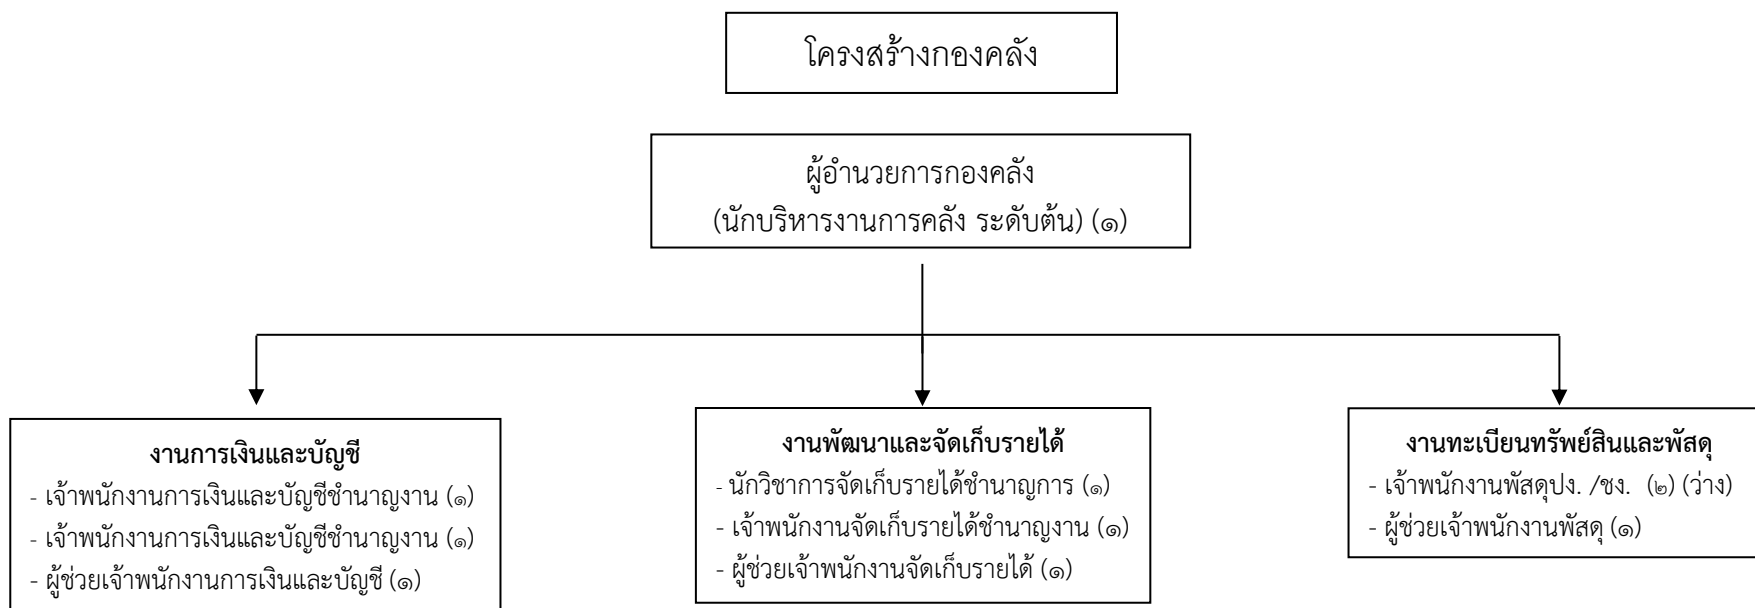 โครงสร้างกองคลัง
ผู้อำนวยการกองคลัง
(นักบริหารงานการคลัง ระดับต้น) (๑)
งานการเงินและบัญชี
- เจ้าพนักงานการเงินและบัญชีชำนาญงาน (๑)
- เจ้าพนักงานการเงินและบัญชีชำนาญงาน (๑)
- ผู้ช่วยเจ้าพนักงานการเงินและบัญชี (๑)
งานพัฒนาและจัดเก็บรายได้
- นักวิชาการจัดเก็บรายได้ชำนาญการ (๑)
- เจ้าพนักงานจัดเก็บรายได้ชำนาญงาน (๑)
- ผู้ช่วยเจ้าพนักงานจัดเก็บรายได้ (๑)
งานทะเบียนทรัพย์สินและพัสดุ
- เจ้าพนักงานพัสดุปง. /ชง. (๒) (ว่าง)
- ผู้ช่วยเจ้าพนักงานพัสดุ (๑)